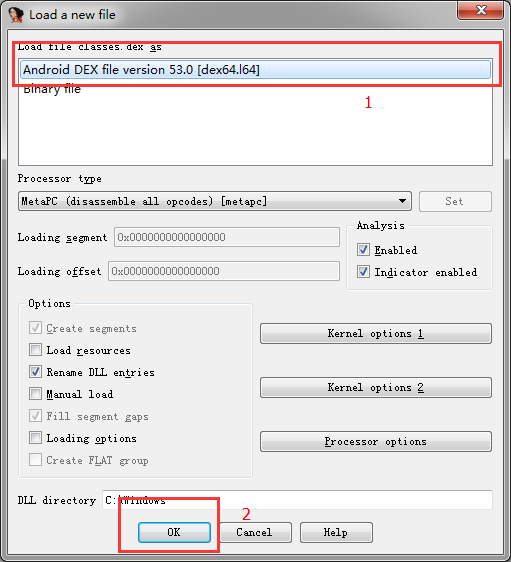 Load a new file
Load file classes.dex as
Android DEX file version 53.0 [dex64.l64]
Binary file
1
Processor type
MetaPC (disassemble all opcodes) [metapc]
Set
Loading segment 0x0000000000000000
Loading offset 0x0000000000000000
Analysis
Enabled
Indicator enabled
Options
Create segments
Load resources
Rename DLL entries
Manual load
Fill segment gaps
Loading options
Create FLAT group
Kernel options 1
Kernel options 2
Processor options
DLL directory C:\Windows
2
OK
Cancel
Help